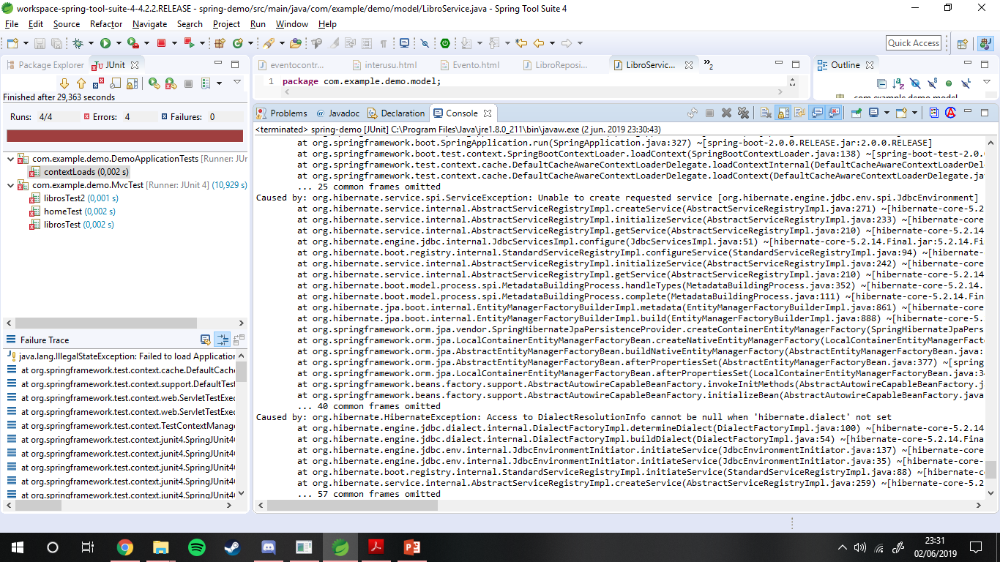 workspace-spring-tool-suite-4-4.2.2.RELEASE - spring-demo/src/main/java/com/example/demo/model/LibroService.java - Spring Tool Suite 4
File Edit Source Refactor Navigate Search Project Run Window Help
Quick Access
Package Explorer JUnit
Finished after 29,363 seconds
Runs: 4/4 Errors: 4 Failures: 0
com.example.demo.DemoApplicationTests [Runner: JUr
contextLoads (0,002 s)
com.example.demo.MvcTest [Runner: JUnit 4] (10,929 s)
librosTest2 (0,001 s)
homeTest (0,002 s)
librosTest (0,002 s)
Failure Trace
java.lang.IllegalStateException: Failed to load Application
at org.springframework.test.context.cache.DefaultCache
at org.springframework.test.context.support.DefaultTest
at org.springframework.test.context.web.ServletTestExec
at org.springframework.test.context.web.ServletTestExec
at org.springframework.test.context.TestContextManage
at org.springframework.test.context.junit4.SpringJUnit4(
at org.springframework.test.context.junit4.SpringJUnit4(
at org.springframework.test.context.junit4.SpringJUnit4(
at org.springframework.test.context.junit4.SpringJUnit4(
at org.springframework.test.context.junit4.SpringJUnit4(
eventocontr... interusu.html Evento.html LibroReposi... LibroServic... »2
1 package com.example.demo.model;
Outline
com.example.demo.model
Problems @ Javadoc Declaration Console
<terminated> spring-demo [JUnit] C:\Program Files\Java\jre1.8.0_211\bin\javaw.exe (2 jun. 2019 23:30:43)
at org.springframework.boot.SpringApplication.run(SpringApplication.java:327) ~[spring-boot-2.0.0.RELEASE.jar:2.0.0.RELEASE]
at org.springframework.boot.test.context.SpringBootContextLoader.loadContext(SpringBootContextLoader.java:138) ~[spring-boot-test-2.0.
at org.springframework.test.context.cache.DefaultCacheAwareContextLoaderDelegate.loadContextInternal(DefaultCacheAwareContextLoaderDel
at org.springframework.test.context.cache.DefaultCacheAwareContextLoaderDelegate.loadContext(DefaultCacheAwareContextLoaderDelegate.ja
... 25 common frames omitted
Caused by: org.hibernate.service.spi.ServiceException: Unable to create requested service [org.hibernate.engine.jdbc.env.spi.JdbcEnvironment]
at org.hibernate.service.internal.AbstractServiceRegistryImpl.createService(AbstractServiceRegistryImpl.java:271) ~[hibernate-core-5.2
at org.hibernate.service.internal.AbstractServiceRegistryImpl.initializeService(AbstractServiceRegistryImpl.java:233) ~[hibernate-core
at org.hibernate.service.internal.AbstractServiceRegistryImpl.getService(AbstractServiceRegistryImpl.java:210) ~[hibernate-core-5.2.14
at org.hibernate.engine.jdbc.internal.JdbcServicesImpl.configure(JdbcServicesImpl.java:51) ~[hibernate-core-5.2.14.Final.jar:5.2.14.Fi
at org.hibernate.boot.registry.internal.StandardServiceRegistryImpl.configureService(StandardServiceRegistryImpl.java:94) ~[hibernate-
at org.hibernate.service.internal.AbstractServiceRegistryImpl.initializeService(AbstractServiceRegistryImpl.java:242) ~[hibernate-core
at org.hibernate.service.internal.AbstractServiceRegistryImpl.getService(AbstractServiceRegistryImpl.java:210) ~[hibernate-core-5.2.14
at org.hibernate.boot.model.process.spi.MetadataBuildingProcess.handleTypes(MetadataBuildingProcess.java:352) ~[hibernate-core-5.2.14.
at org.hibernate.boot.model.process.spi.MetadataBuildingProcess.complete(MetadataBuildingProcess.java:111) ~[hibernate-core-5.2.14.Fin
at org.hibernate.jpa.boot.internal.EntityManagerFactoryBuilderImpl.metadata(EntityManagerFactoryBuilderImpl.java:861) ~[hibernate-core
at org.hibernate.jpa.boot.internal.EntityManagerFactoryBuilderImpl.build(EntityManagerFactoryBuilderImpl.java:888) ~[hibernate-core-5.
at org.springframework.orm.jpa.vendor.SpringHibernateJpaPersistenceProvider.createContainerEntityManagerFactory(SpringHibernateJpaPers
at org.springframework.orm.jpa.LocalContainerEntityManagerFactoryBean.createNativeEntityManagerFactory(LocalContainerEntityManagerFact
at org.springframework.orm.jpa.AbstractEntityManagerFactoryBean.buildNativeEntityManagerFactory(AbstractEntityManagerFactoryBean.java:
at org.springframework.orm.jpa.AbstractEntityManagerFactoryBean.afterPropertiesSet(AbstractEntityManagerFactoryBean.java:377) ~[spring
at org.springframework.orm.jpa.LocalContainerEntityManagerFactoryBean.afterPropertiesSet(LocalContainerEntityManagerFactoryBean.java:3
at org.springframework.beans.factory.support.AbstractAutowireCapableBeanFactory.invokeInitMethods(AbstractAutowireCapableBeanFactory.j
at org.springframework.beans.factory.support.AbstractAutowireCapableBeanFactory.initializeBean(AbstractAutowireCapableBeanFactory.java
... 40 common frames omitted
Caused by: org.hibernate.HibernateException: Access to DialectResolutionInfo cannot be null when 'hibernate.dialect' not set
at org.hibernate.engine.jdbc.dialect.internal.DialectFactoryImpl.determineDialect(DialectFactoryImpl.java:100) ~[hibernate-core-5.2.14
at org.hibernate.engine.jdbc.dialect.internal.DialectFactoryImpl.buildDialect(DialectFactoryImpl.java:54) ~[hibernate-core-5.2.14.Fina
at org.hibernate.engine.jdbc.env.internal.JdbcEnvironmentInitiator.initiateService(JdbcEnvironmentInitiator.java:137) ~[hibernate-core
at org.hibernate.engine.jdbc.env.internal.JdbcEnvironmentInitiator.initiateService(JdbcEnvironmentInitiator.java:35) ~[hibernate-core-
at org.hibernate.boot.registry.internal.StandardServiceRegistryImpl.initiateService(StandardServiceRegistryImpl.java:88) ~[hibernate-c
at org.hibernate.service.internal.AbstractServiceRegistryImpl.createService(AbstractServiceRegistryImpl.java:259) ~[hibernate-core-5.2
... 57 common frames omitted
23:31
02/06/2019